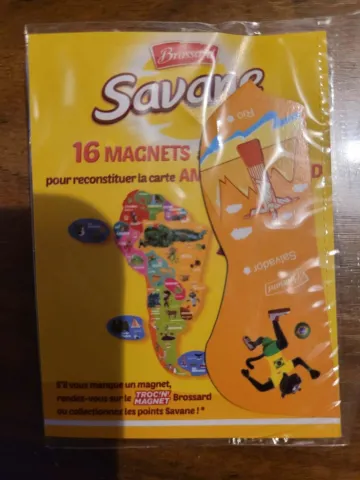 Brossard
Savane
16 MAGNETS
pour reconstituer la carte AM D
Rio
Salvador
S'il vous manque un magnet,
rendez-vous sur le TROC'N' MAGNET Brossard
ou collectionnez les points Savane ! *